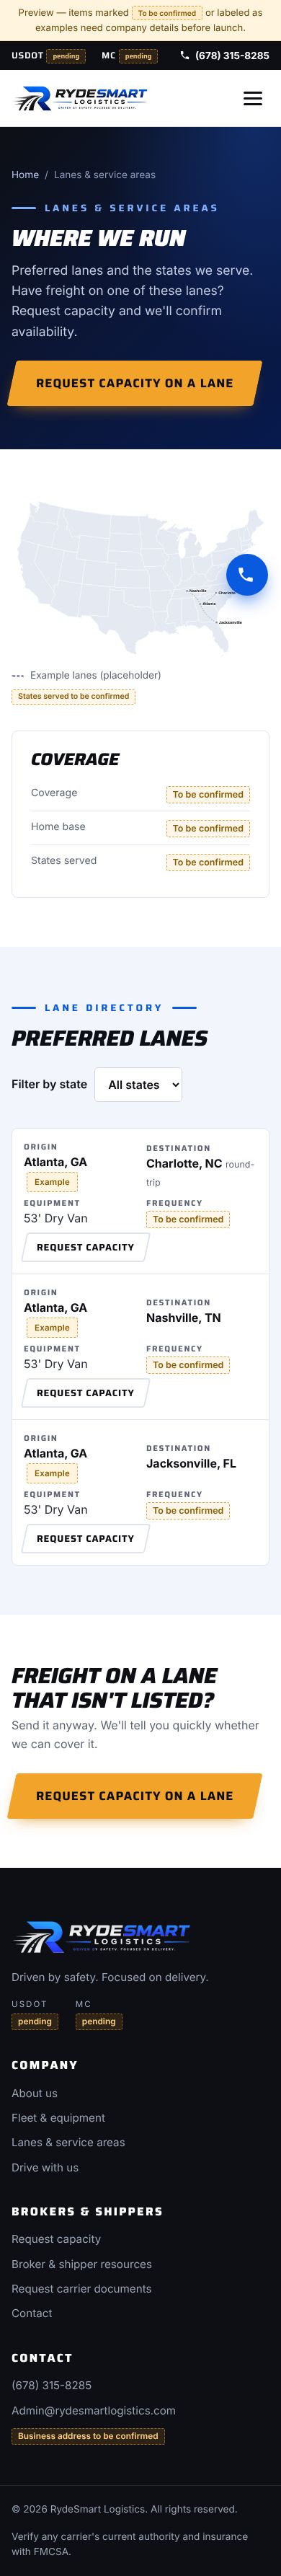 Preview — items marked To be confirmed or labeled as
examples need company details before launch.
USDOT pending MC pending (678) 315-8285
RYDESMART
LOGISTICS
Home / Lanes & service areas
LANES & SERVICE AREAS
WHERE WE RUN
Preferred lanes and the states we serve.
Have freight on one of these lanes?
Request capacity and we'll confirm
availability.
REQUEST CAPACITY ON A LANE
Nashville
Charlotte
Atlanta
Jacksonville
Example lanes (placeholder)
States served to be confirmed
COVERAGE
Coverage To be confirmed
Home base To be confirmed
States served To be confirmed
LANE DIRECTORY
PREFERRED LANES
Filter by state All states
ORIGIN
Atlanta, GA
Example
DESTINATION
Charlotte, NC round-
trip
EQUIPMENT
53' Dry Van
FREQUENCY
To be confirmed
REQUEST CAPACITY
ORIGIN
Atlanta, GA
Example
DESTINATION
Nashville, TN
EQUIPMENT
53' Dry Van
FREQUENCY
To be confirmed
REQUEST CAPACITY
ORIGIN
Atlanta, GA
Example
DESTINATION
Jacksonville, FL
EQUIPMENT
53' Dry Van
FREQUENCY
To be confirmed
REQUEST CAPACITY
FREIGHT ON A LANE
THAT ISN'T LISTED?
Send it anyway. We'll tell you quickly whether
we can cover it.
REQUEST CAPACITY ON A LANE
RYDESMART
LOGISTICS
DRIVEN BY SAFETY. FOCUSED ON DELIVERY.
Driven by safety. Focused on delivery.
USDOT MC
pending pending
COMPANY
About us
Fleet & equipment
Lanes & service areas
Drive with us
BROKERS & SHIPPERS
Request capacity
Broker & shipper resources
Request carrier documents
Contact
CONTACT
(678) 315-8285
Admin@rydesmartlogistics.com
Business address to be confirmed
© 2026 RydeSmart Logistics. All rights reserved.
Verify any carrier's current authority and insurance
with FMCSA.